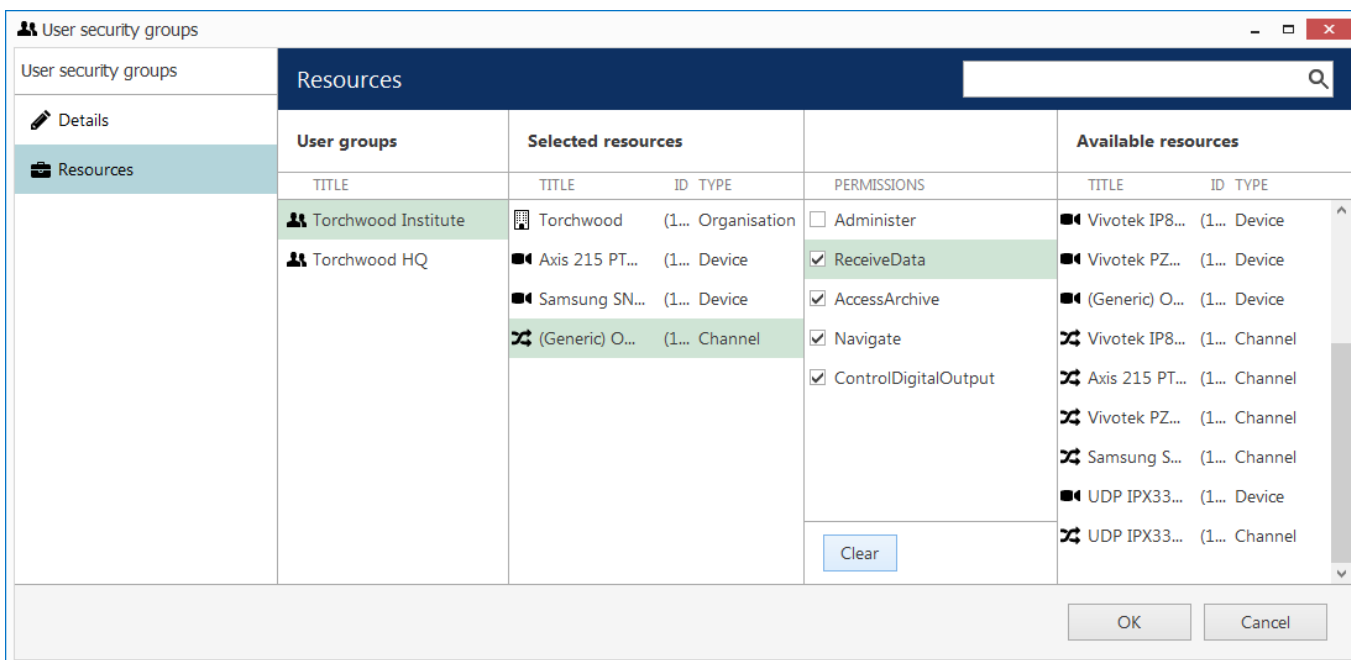 User security groups
User security groups
Resources
Details
Resources
User groups
Selected resources
Available resources
TITLE
TITLE ID TYPE
PERMISSIONS
TITLE ID TYPE
Torchwood Institute
Torchwood (1... Organisation
Administer
Vivotek IP8... (1... Device
Torchwood HQ
Axis 215 PT... (1... Device
ReceiveData
Vivotek PZ... (1... Device
Samsung SN... (1... Device
AccessArchive
(Generic) O... (1... Device
(Generic) O... (1... Channel
Navigate
Vivotek IP8... (1... Channel
ControlDigitalOutput
Axis 215 PT... (1... Channel
Vivotek PZ... (1... Channel
Samsung S... (1... Channel
UDP IPX33... (1... Device
UDP IPX33... (1... Channel
Clear
OK
Cancel